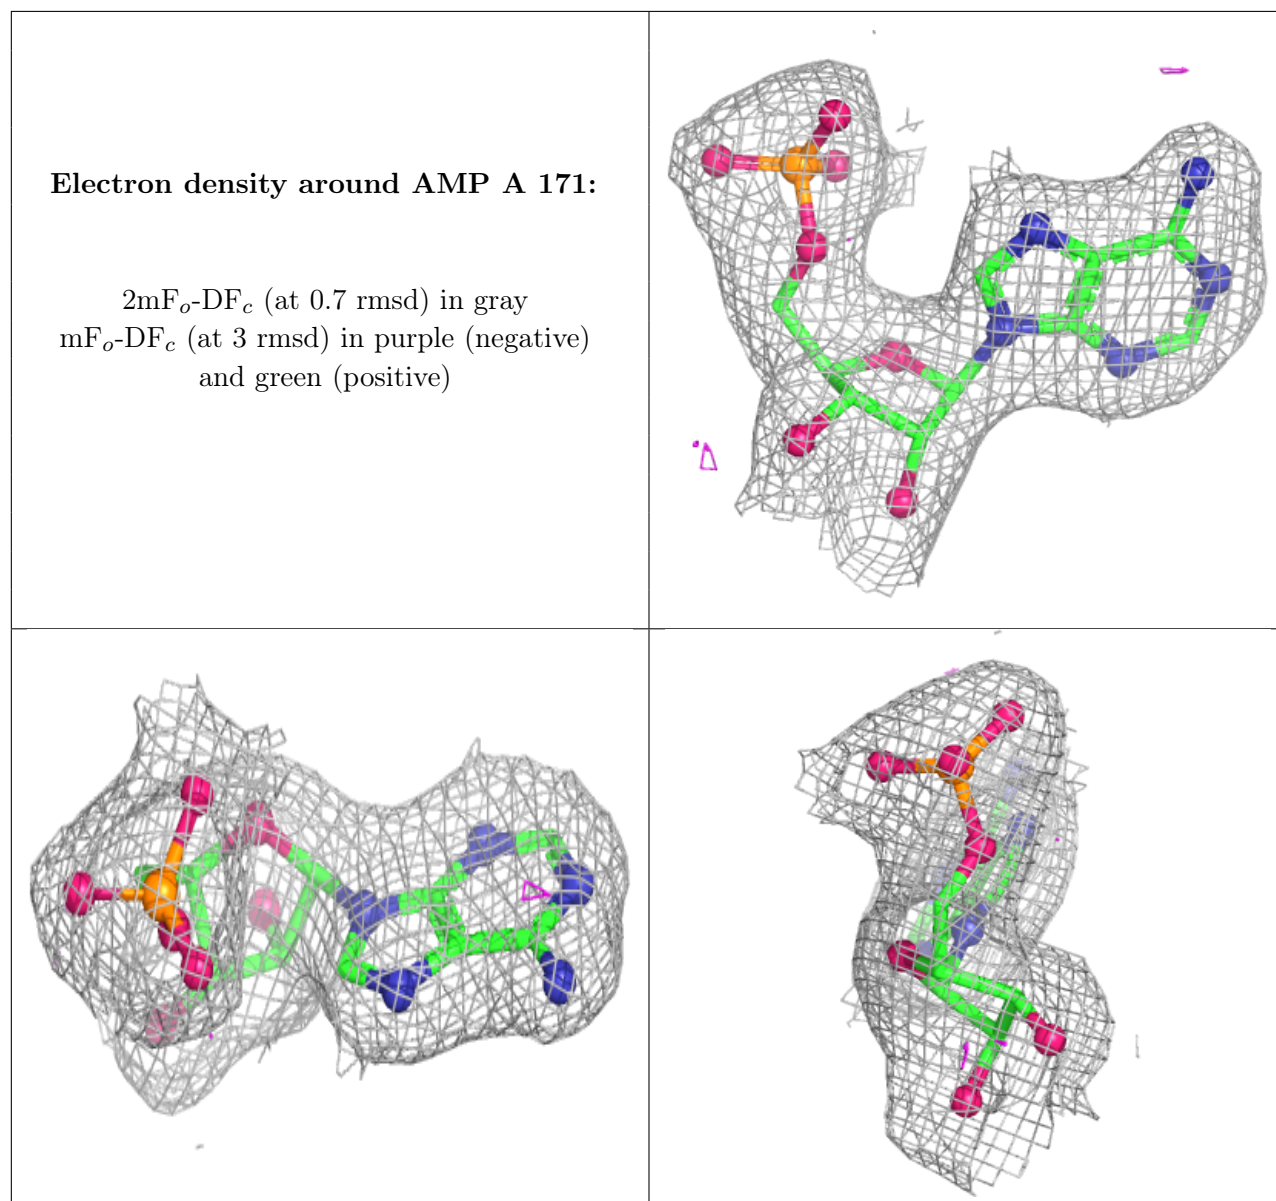 Electron density around AMP A 171:
2mFo-DFc (at 0.7 rmsd) in gray
mFo-DFc (at 3 rmsd) in purple (negative)
and green (positive)